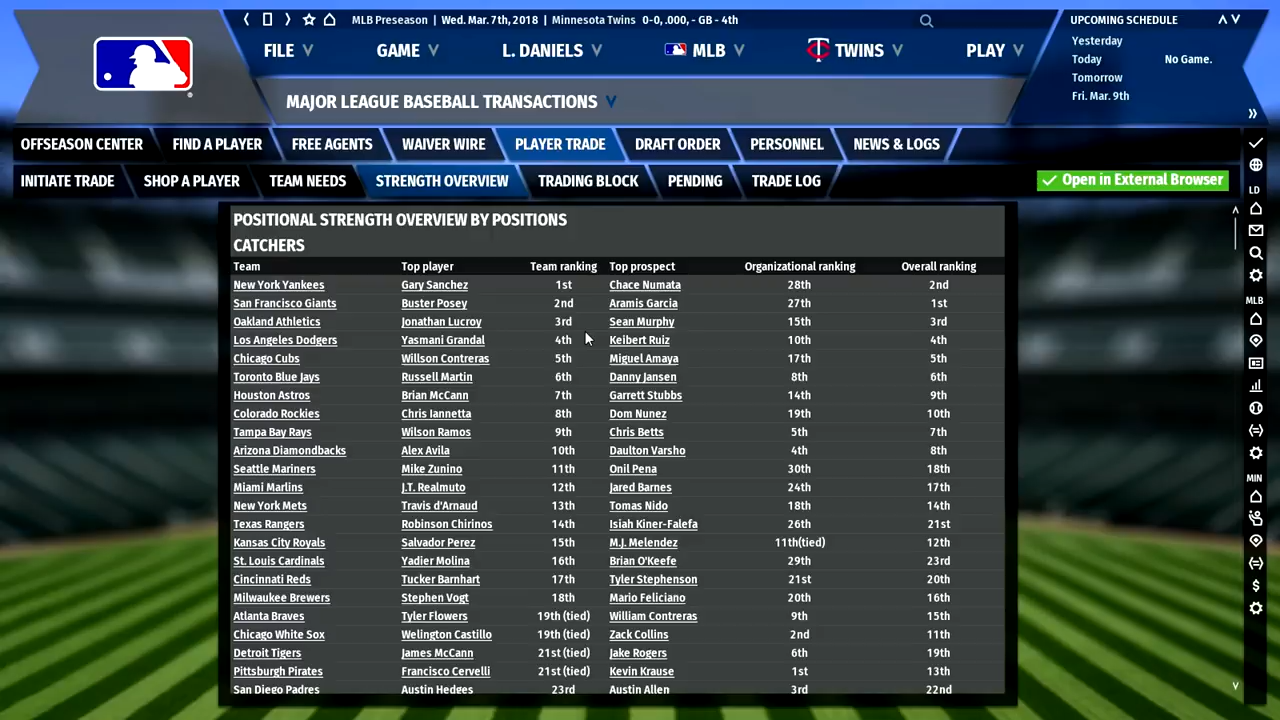 MLB Preseason | Wed. Mar. 7th, 2018 | Minnesota Twins 0-0, .000, - GB - 4th
FILE GAME L. DANIELS MLB TWINS PLAY
UPCOMING SCHEDULE
Yesterday
Today No Game.
Tomorrow
Fri. Mar. 9th
MAJOR LEAGUE BASEBALL TRANSACTIONS
OFFSEASON CENTER FIND A PLAYER FREE AGENTS WAIVER WIRE PLAYER TRADE DRAFT ORDER PERSONNEL NEWS & LOGS
INITIATE TRADE SHOP A PLAYER TEAM NEEDS STRENGTH OVERVIEW TRADING BLOCK PENDING TRADE LOG Open in External Browser
POSITIONAL STRENGTH OVERVIEW BY POSITIONS
CATCHERS
Team Top player Team ranking Top prospect Organizational ranking Overall ranking
New York Yankees Gary Sanchez 1st Chace Numata 28th 2nd
San Francisco Giants Buster Posey 2nd Aramis Garcia 27th 1st
Oakland Athletics Jonathan Lucroy 3rd Sean Murphy 15th 3rd
Los Angeles Dodgers Yasmani Grandal 4th Keibert Ruiz 10th 4th
Chicago Cubs Willson Contreras 5th Miguel Amaya 17th 5th
Toronto Blue Jays Russell Martin 6th Danny Jansen 8th 6th
Houston Astros Brian McCann 7th Garrett Stubbs 14th 9th
Colorado Rockies Chris Iannetta 8th Dom Nunez 19th 10th
Tampa Bay Rays Wilson Ramos 9th Chris Betts 5th 7th
Arizona Diamondbacks Alex Avila 10th Daulton Varsho 4th 8th
Seattle Mariners Mike Zunino 11th Onil Pena 30th 18th
Miami Marlins J.T. Realmuto 12th Jared Barnes 24th 17th
New York Mets Travis d'Arnaud 13th Tomas Nido 18th 14th
Texas Rangers Robinson Chirinos 14th Isiah Kiner-Falefa 26th 21st
Kansas City Royals Salvador Perez 15th M.J. Melendez 11th(tied) 12th
St. Louis Cardinals Yadier Molina 16th Brian O'Keefe 29th 23rd
Cincinnati Reds Tucker Barnhart 17th Tyler Stephenson 21st 20th
Milwaukee Brewers Stephen Vogt 18th Mario Feliciano 20th 16th
Atlanta Braves Tyler Flowers 19th (tied) William Contreras 9th 15th
Chicago White Sox Welington Castillo 19th (tied) Zack Collins 2nd 11th
Detroit Tigers James McCann 21st (tied) Jake Rogers 6th 19th
Pittsburgh Pirates Francisco Cervelli 21st (tied) Kevin Krause 1st 13th
San Diego Padres Austin Hedges 23rd Austin Allen 3rd 22nd
LD
MLB
MIN